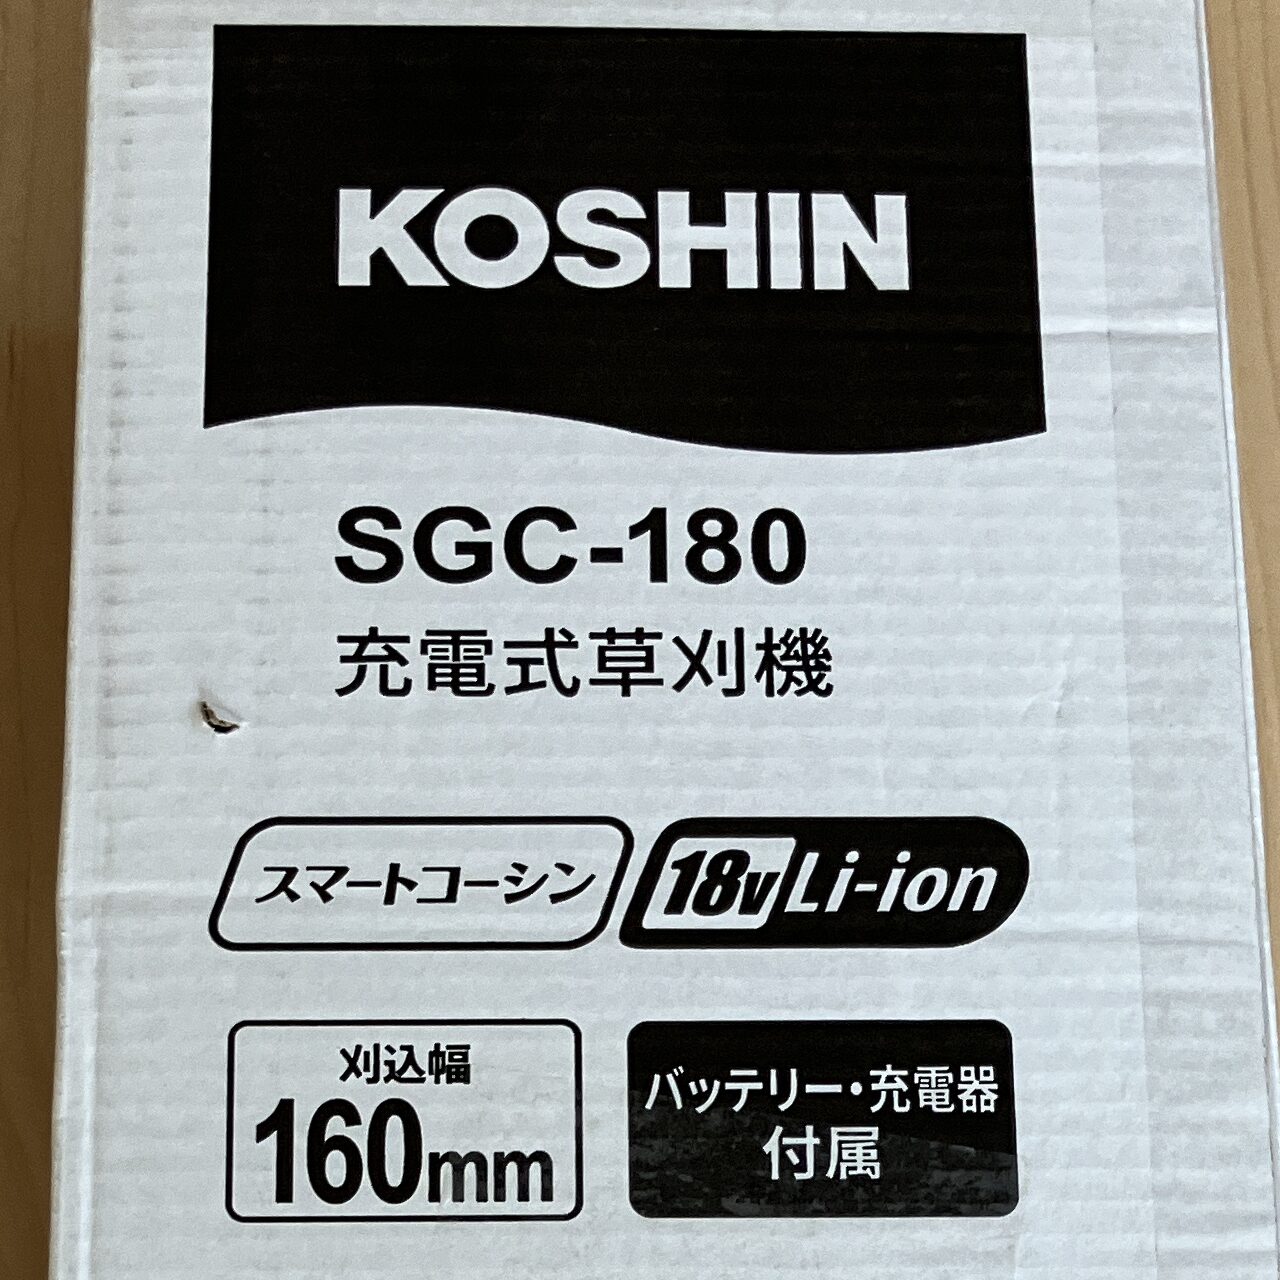 KOSHIN
SGC-180
充電式草刈機
スマートコーシン
18v Li-ion
刈込幅
160mm
バッテリー・充電器
付属